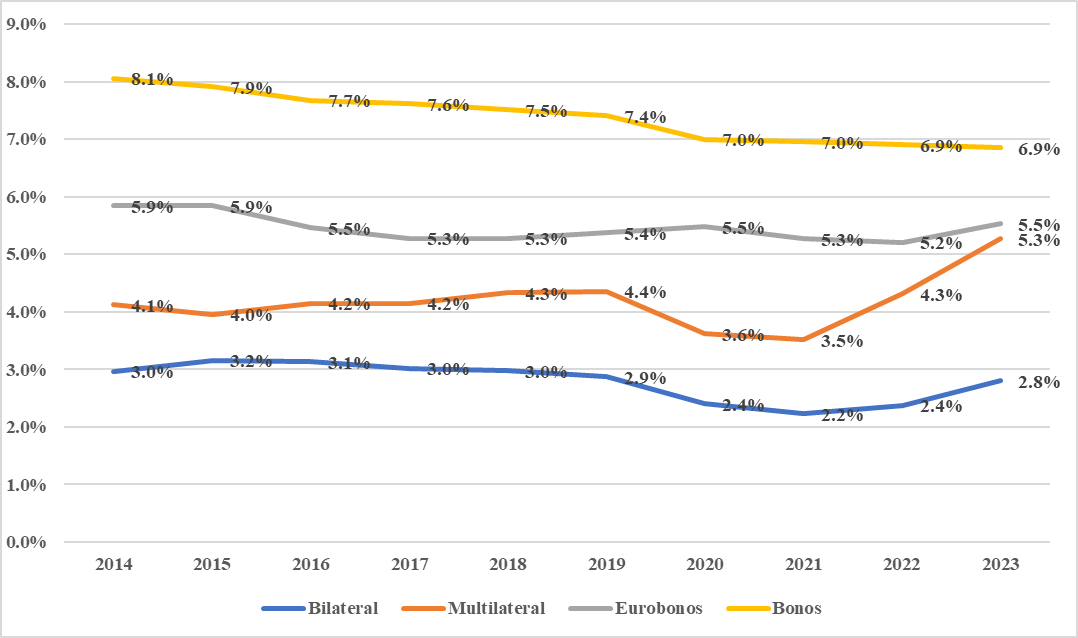 9.0%
8.0%
7.0%
6.0%
5.0%
4.0%
3.0%
2.0%
1.0%
0.0%
8.1% 7.9% 7.7% 7.6% 7.5% 7.4% 7.0% 7.0% 6.9% 6.9%
5.9% 5.9% 5.5% 5.3% 5.3% 5.4% 5.5% 5.3% 5.2% 5.5%
4.1% 4.0% 4.2% 4.2% 4.3% 4.4% 3.6% 3.5% 4.3% 5.3%
3.0% 3.2% 3.1% 3.0% 3.0% 2.9% 2.4% 2.2% 2.4% 2.8%
2014 2015 2016 2017 2018 2019 2020 2021 2022 2023
Bilateral Multilateral Eurobonos Bonos